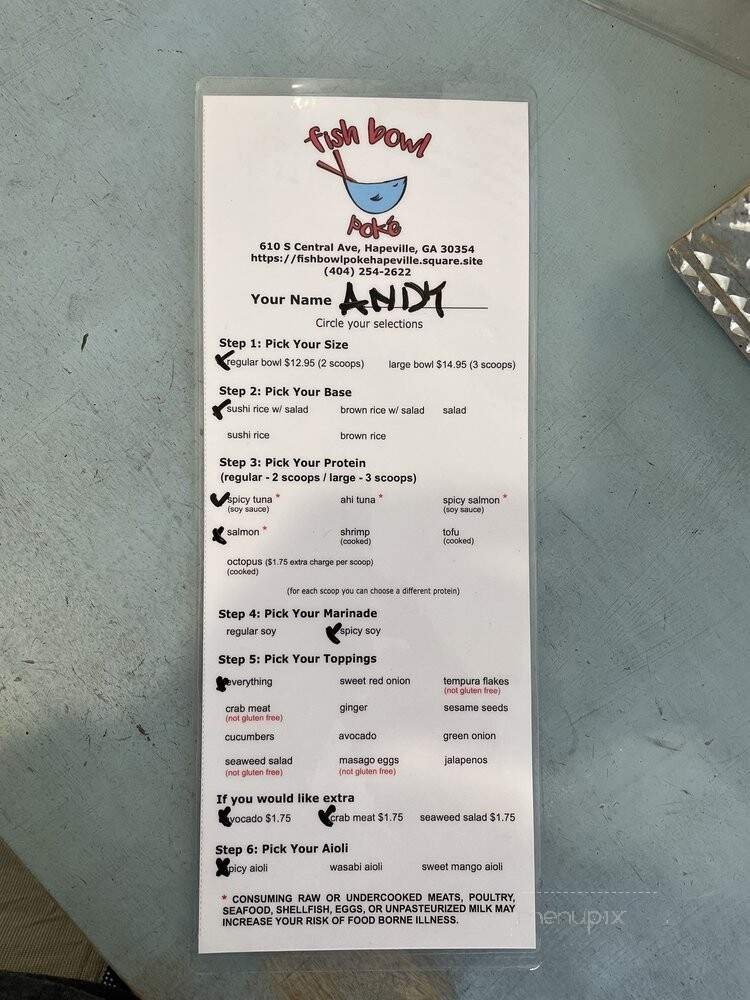 fish bowl
poke
610 S Central Ave, Hapeville, GA 30354
https://fishbowlpokehapeville.square.site
(404) 254-2622
Your Name ANDY
Circle your selections
Step 1: Pick Your Size
regular bowl $12.95 (2 scoops) large bowl $14.95 (3 scoops)
Step 2: Pick Your Base
sushi rice w/ salad brown rice w/ salad salad
sushi rice brown rice
Step 3: Pick Your Protein
(regular - 2 scoops / large - 3 scoops)
spicy tuna * ahi tuna * spicy salmon *
(soy sauce) (soy sauce)
salmon * shrimp tofu
(cooked) (cooked)
octopus ($1.75 extra charge per scoop)
(cooked)
(for each scoop you can choose a different protein)
Step 4: Pick Your Marinade
regular soy spicy soy
Step 5: Pick Your Toppings
everything sweet red onion tempura flakes
(not gluten free)
crab meat ginger sesame seeds
(not gluten free)
cucumbers avocado green onion
seaweed salad masago eggs jalapenos
(not gluten free) (not gluten free)
If you would like extra
avocado $1.75 crab meat $1.75 seaweed salad $1.75
Step 6: Pick Your Aioli
spicy aioli wasabi aioli sweet mango aioli
* CONSUMING RAW OR UNDERCOOKED MEATS, POULTRY,
SEAFOOD, SHELLFISH, EGGS, OR UNPASTEURIZED MILK MAY
INCREASE YOUR RISK OF FOOD BORNE ILLNESS.
menupix